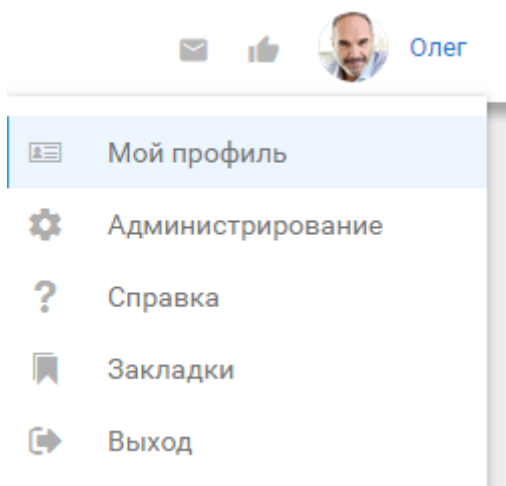 Олег
Мой профиль
Администрирование
Справка
Закладки
Выход